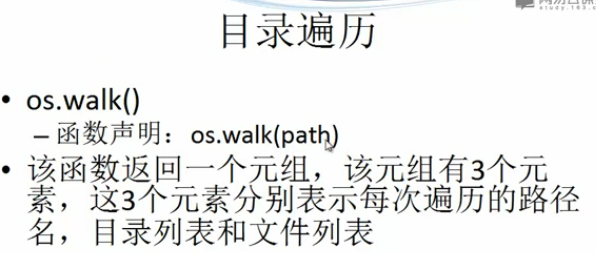 目录遍历
• os.walk()
– 函数声明：os.walk(path)
• 该函数返回一个元组，该元组有3个元
素，这3个元素分别表示每次遍历的路径
名，目录列表和文件列表